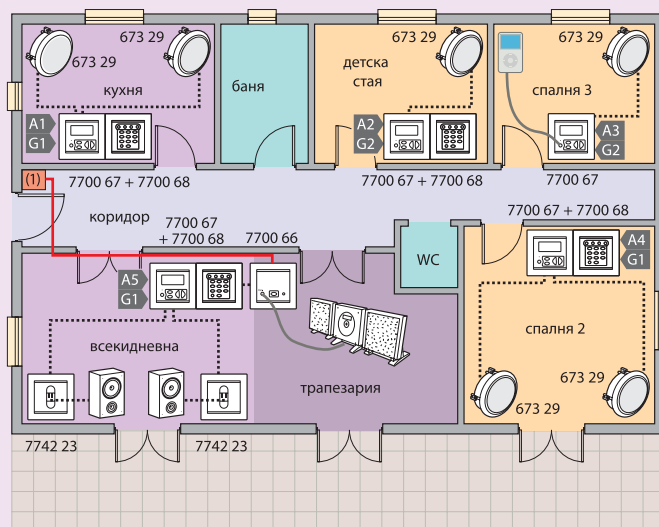 673 29
673 29
673 29
673 29
673 29
кухня
баня
детска
стая
спалня 3
A1
G1
A2
G2
A3
G2
(1)
7700 67 + 7700 68
7700 67 + 7700 68
7700 67
коридор
7700 67
+ 7700 68
7700 66
7700 67 + 7700 68
A5
G1
WC
A4
G1
всекидневна
трапезария
спалня 2
673 29
673 29
7742 23
7742 23